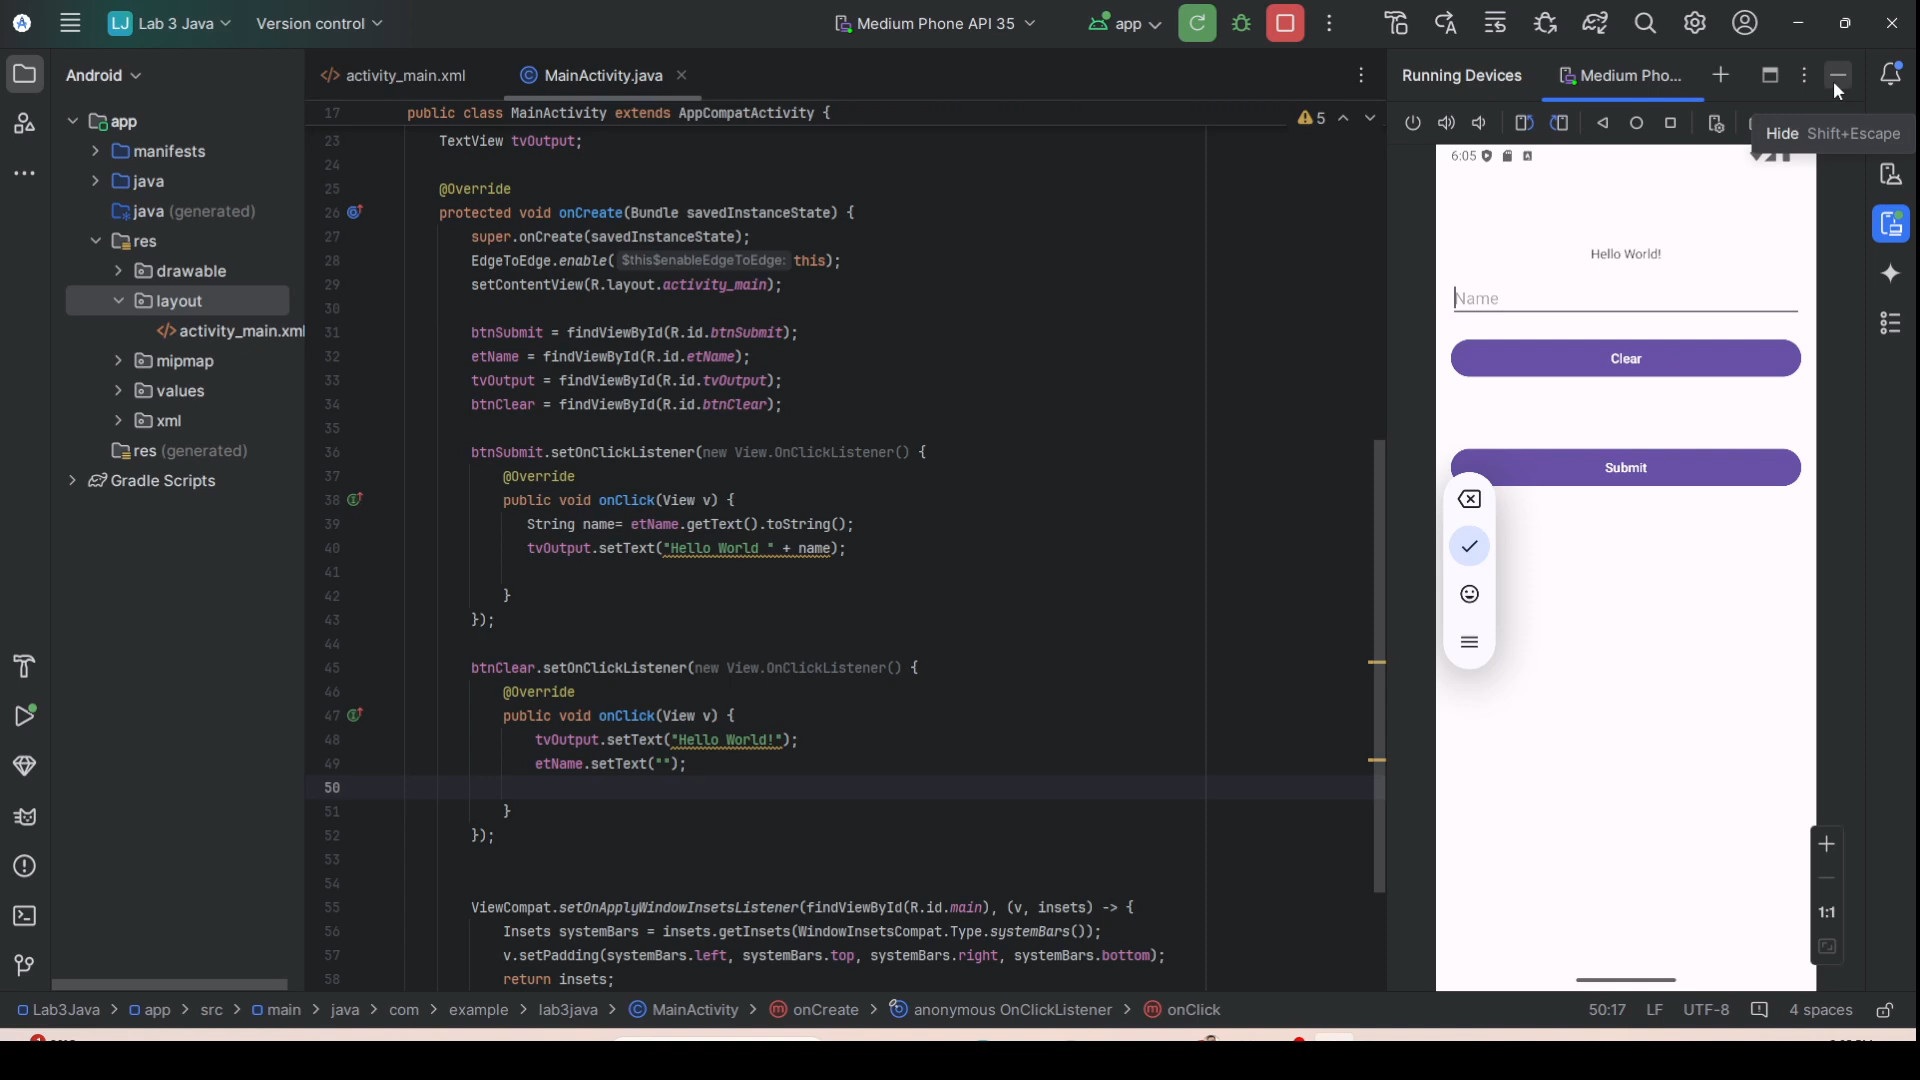 LJ Lab 3 Java Version control Medium Phone API 35 app
Android activity_main.xml MainActivity.java Running Devices Medium Pho...
app
manifests
java
java (generated)
res
drawable
layout
activity_main.xml
mipmap
values
xml
res (generated)
Gradle Scripts
17 public class MainActivity extends AppCompatActivity { 5
23 TextView tvOutput;
24
25 @Override
26 protected void onCreate(Bundle savedInstanceState) {
27 super.onCreate(savedInstanceState);
28 EdgeToEdge.enable( $this$enableEdgeToEdge: this);
29 setContentView(R.layout.activity_main);
30
31 btnSubmit = findViewById(R.id.btnSubmit);
32 etName = findViewById(R.id.etName);
33 tvOutput = findViewById(R.id.tvOutput);
34 btnClear = findViewById(R.id.btnClear);
35
36 btnSubmit.setOnClickListener(new View.OnClickListener() {
37 @Override
38 public void onClick(View v) {
39 String name= etName.getText().toString();
40 tvOutput.setText("Hello World " + name);
41
42 }
43 });
44
45 btnClear.setOnClickListener(new View.OnClickListener() {
46 @Override
47 public void onClick(View v) {
48 tvOutput.setText("Hello World!");
49 etName.setText("");
50
51 }
52 });
53
54
55 ViewCompat.setOnApplyWindowInsetsListener(findViewById(R.id.main), (v, insets) -> {
56 Insets systemBars = insets.getInsets(WindowInsetsCompat.Type.systemBars());
57 v.setPadding(systemBars.left, systemBars.top, systemBars.right, systemBars.bottom);
58 return insets;
Hide Shift+Escape
6:05
Hello World!
Name
Clear
Submit
1:1
Lab3Java > app > src > main > java > com > example > lab3java > MainActivity > onCreate > anonymous OnClickListener > onClick 50:17 LF UTF-8 4 spaces